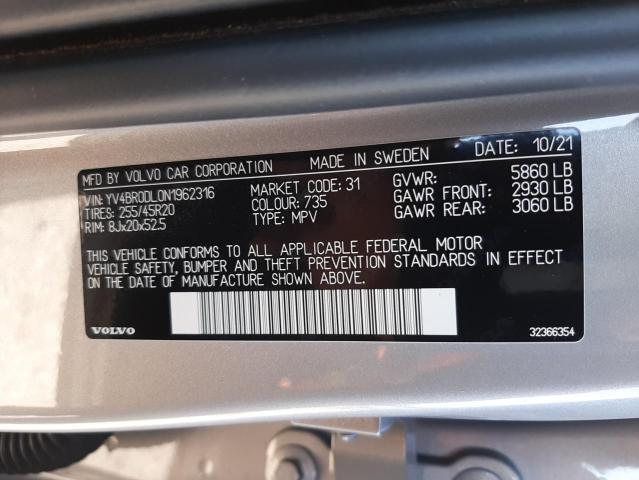 MFD BY VOLVO CAR CORPORATION MADE IN SWEDEN DATE: 10/21
VIN: YV4BR0DL0N1962316 MARKET CODE: 31 GVWR: 5860 LB
TIRES: 255/45R20 COLOUR: 735 GAWR FRONT: 2930 LB
RIM: 8Jx20x52.5 TYPE: MPV GAWR REAR: 3060 LB
THIS VEHICLE CONFORMS TO ALL APPLICABLE FEDERAL MOTOR
VEHICLE SAFETY, BUMPER AND THEFT PREVENTION STANDARDS IN EFFECT
ON THE DATE OF MANUFACTURE SHOWN ABOVE.
VOLVO 32366354